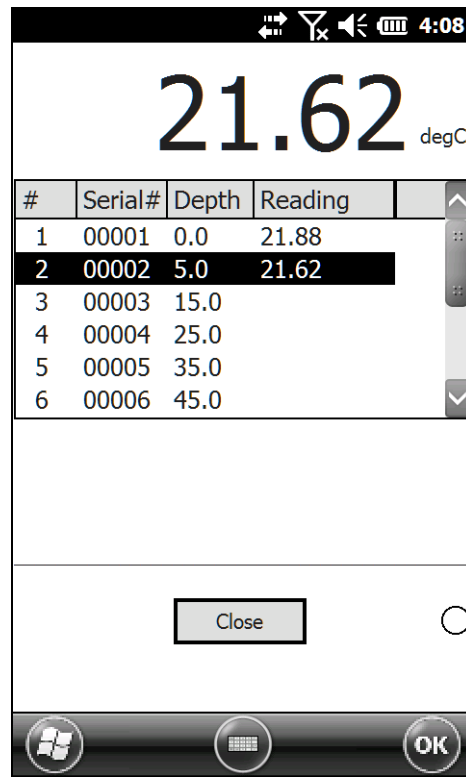 4:08
21.62 degC
# Serial# Depth Reading
1 00001 0.0 21.88
2 00002 5.0 21.62
3 00003 15.0
4 00004 25.0
5 00005 35.0
6 00006 45.0
Close
OK